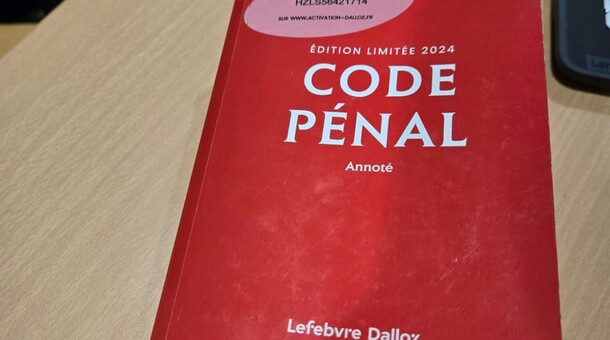 HZLS56421714
SUR WWW.ACTIVATION-DALLOZ.FR
ÉDITION LIMITÉE 2024
CODE
PÉNAL
Annoté
Lefebvre Dalloz